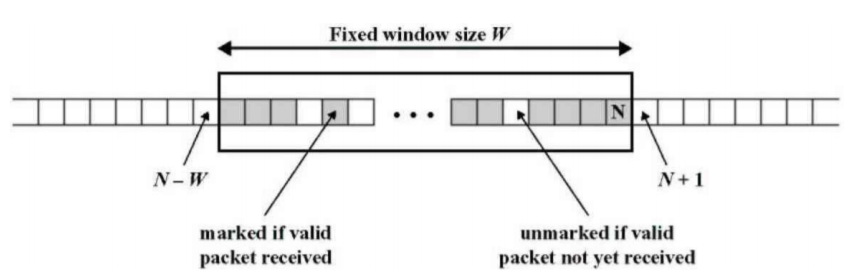 Fixed window size W
• • •
N
N – W
N + 1
marked if valid
packet received
unmarked if valid
packet not yet received